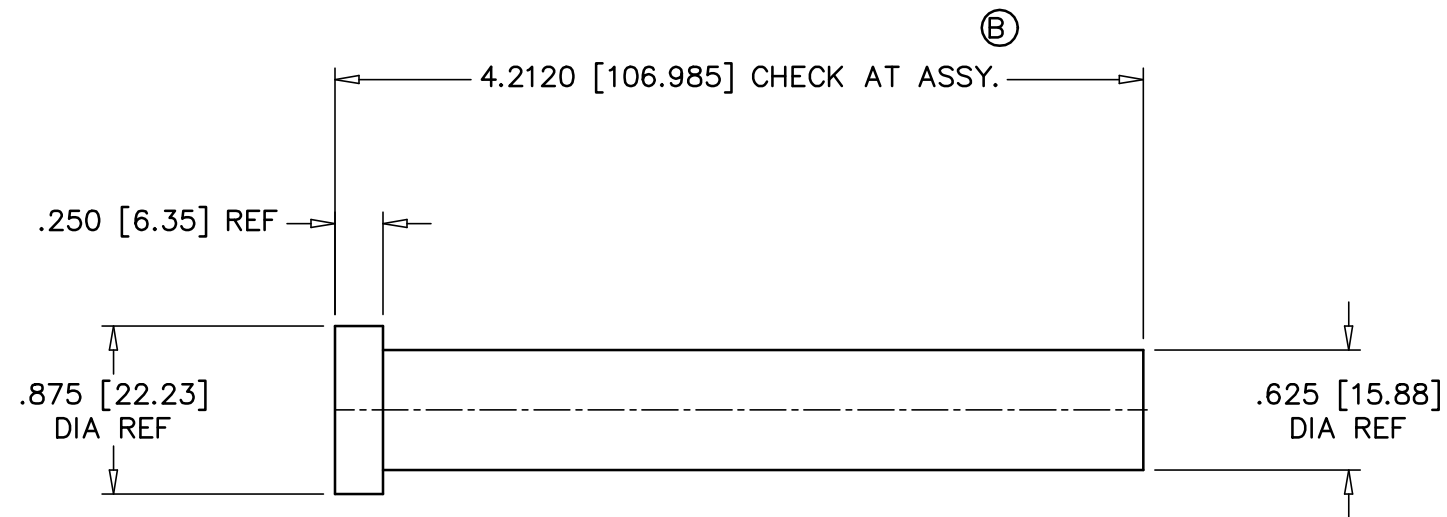 B
4.2120 [106.985] CHECK AT ASSY.
.250 [6.35] REF
.875 [22.23]
DIA REF
.625 [15.88]
DIA REF